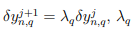 δy_{n,q}^{j+1} = λ_q δy_{n,q}^{j}, λ_q